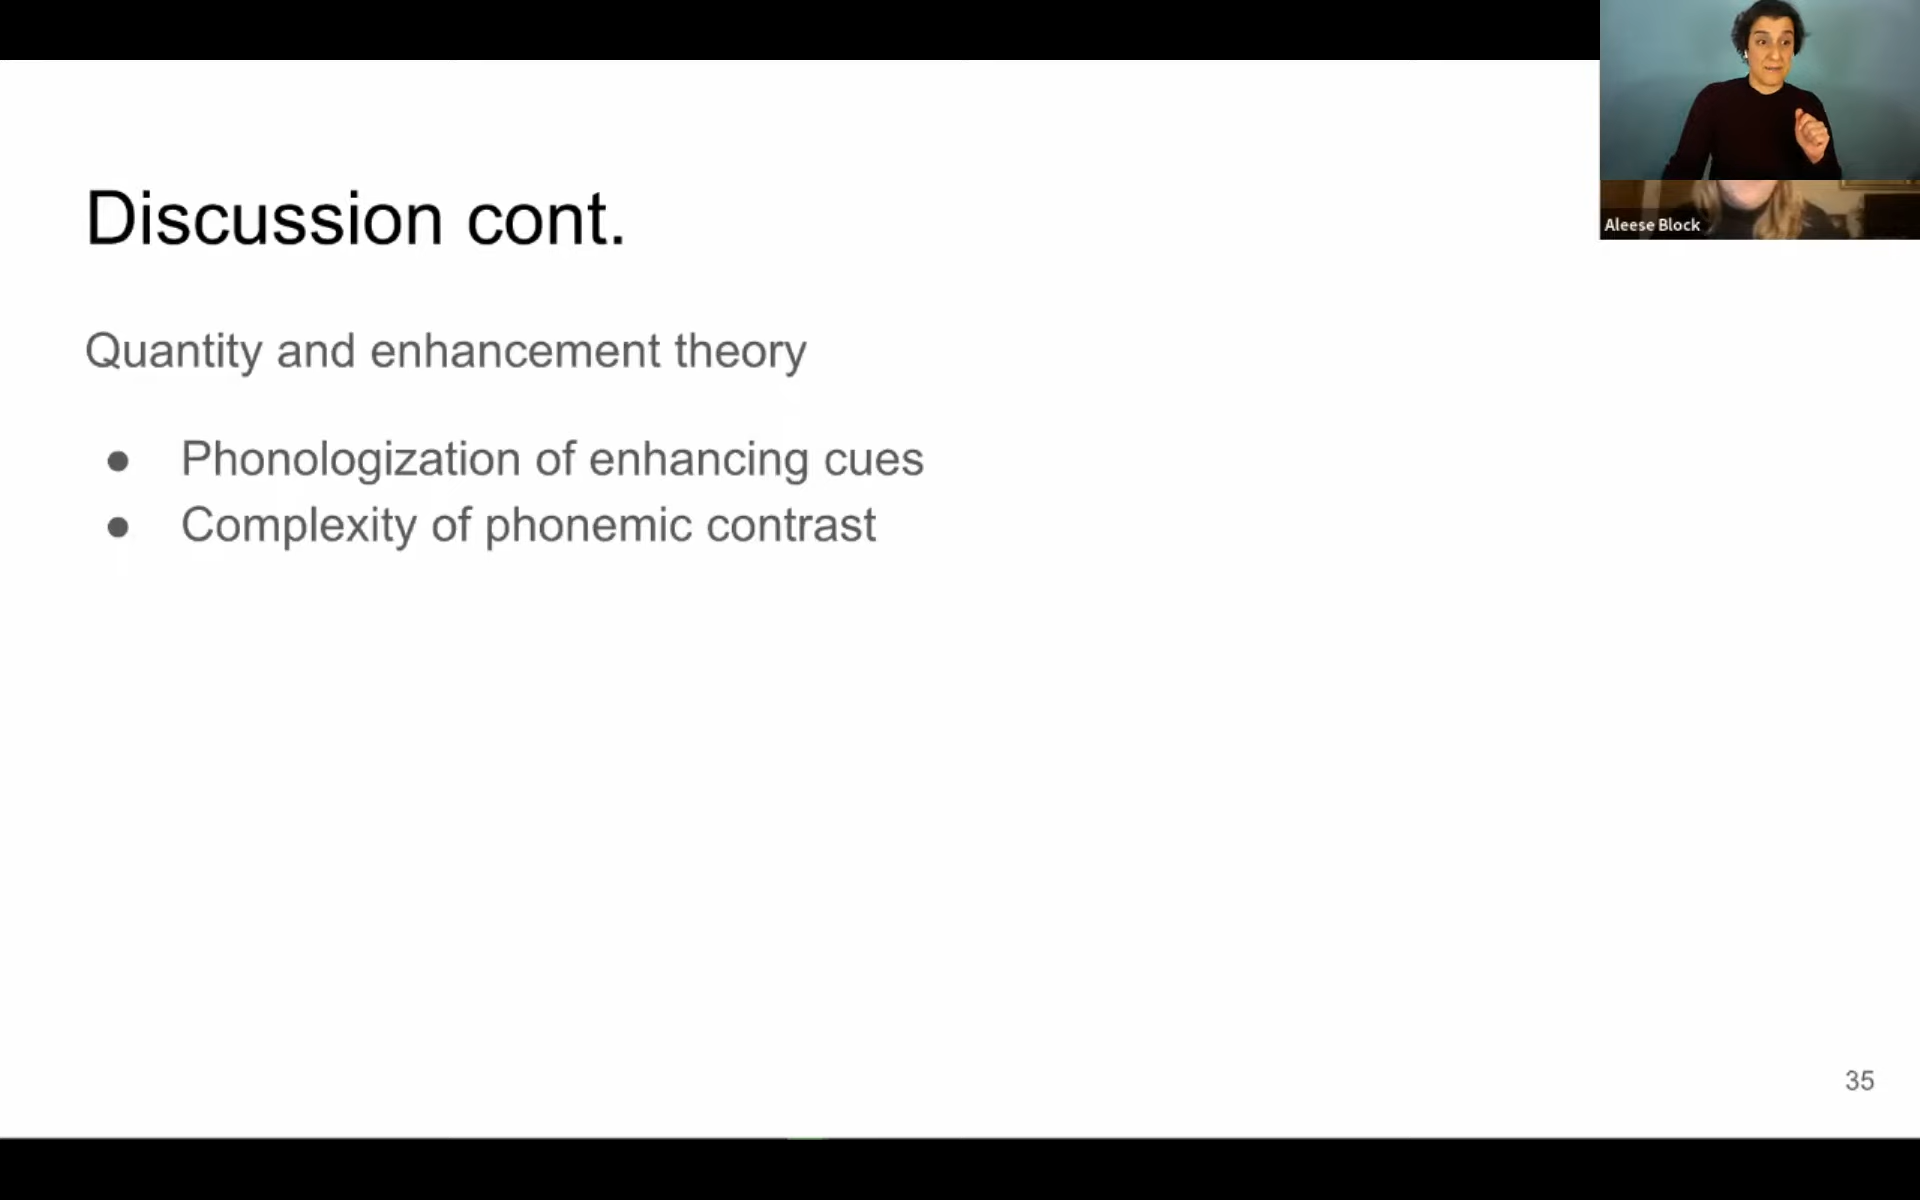 Discussion cont.
Quantity and enhancement theory
● Phonologization of enhancing cues
● Complexity of phonemic contrast
Aleese Block
35